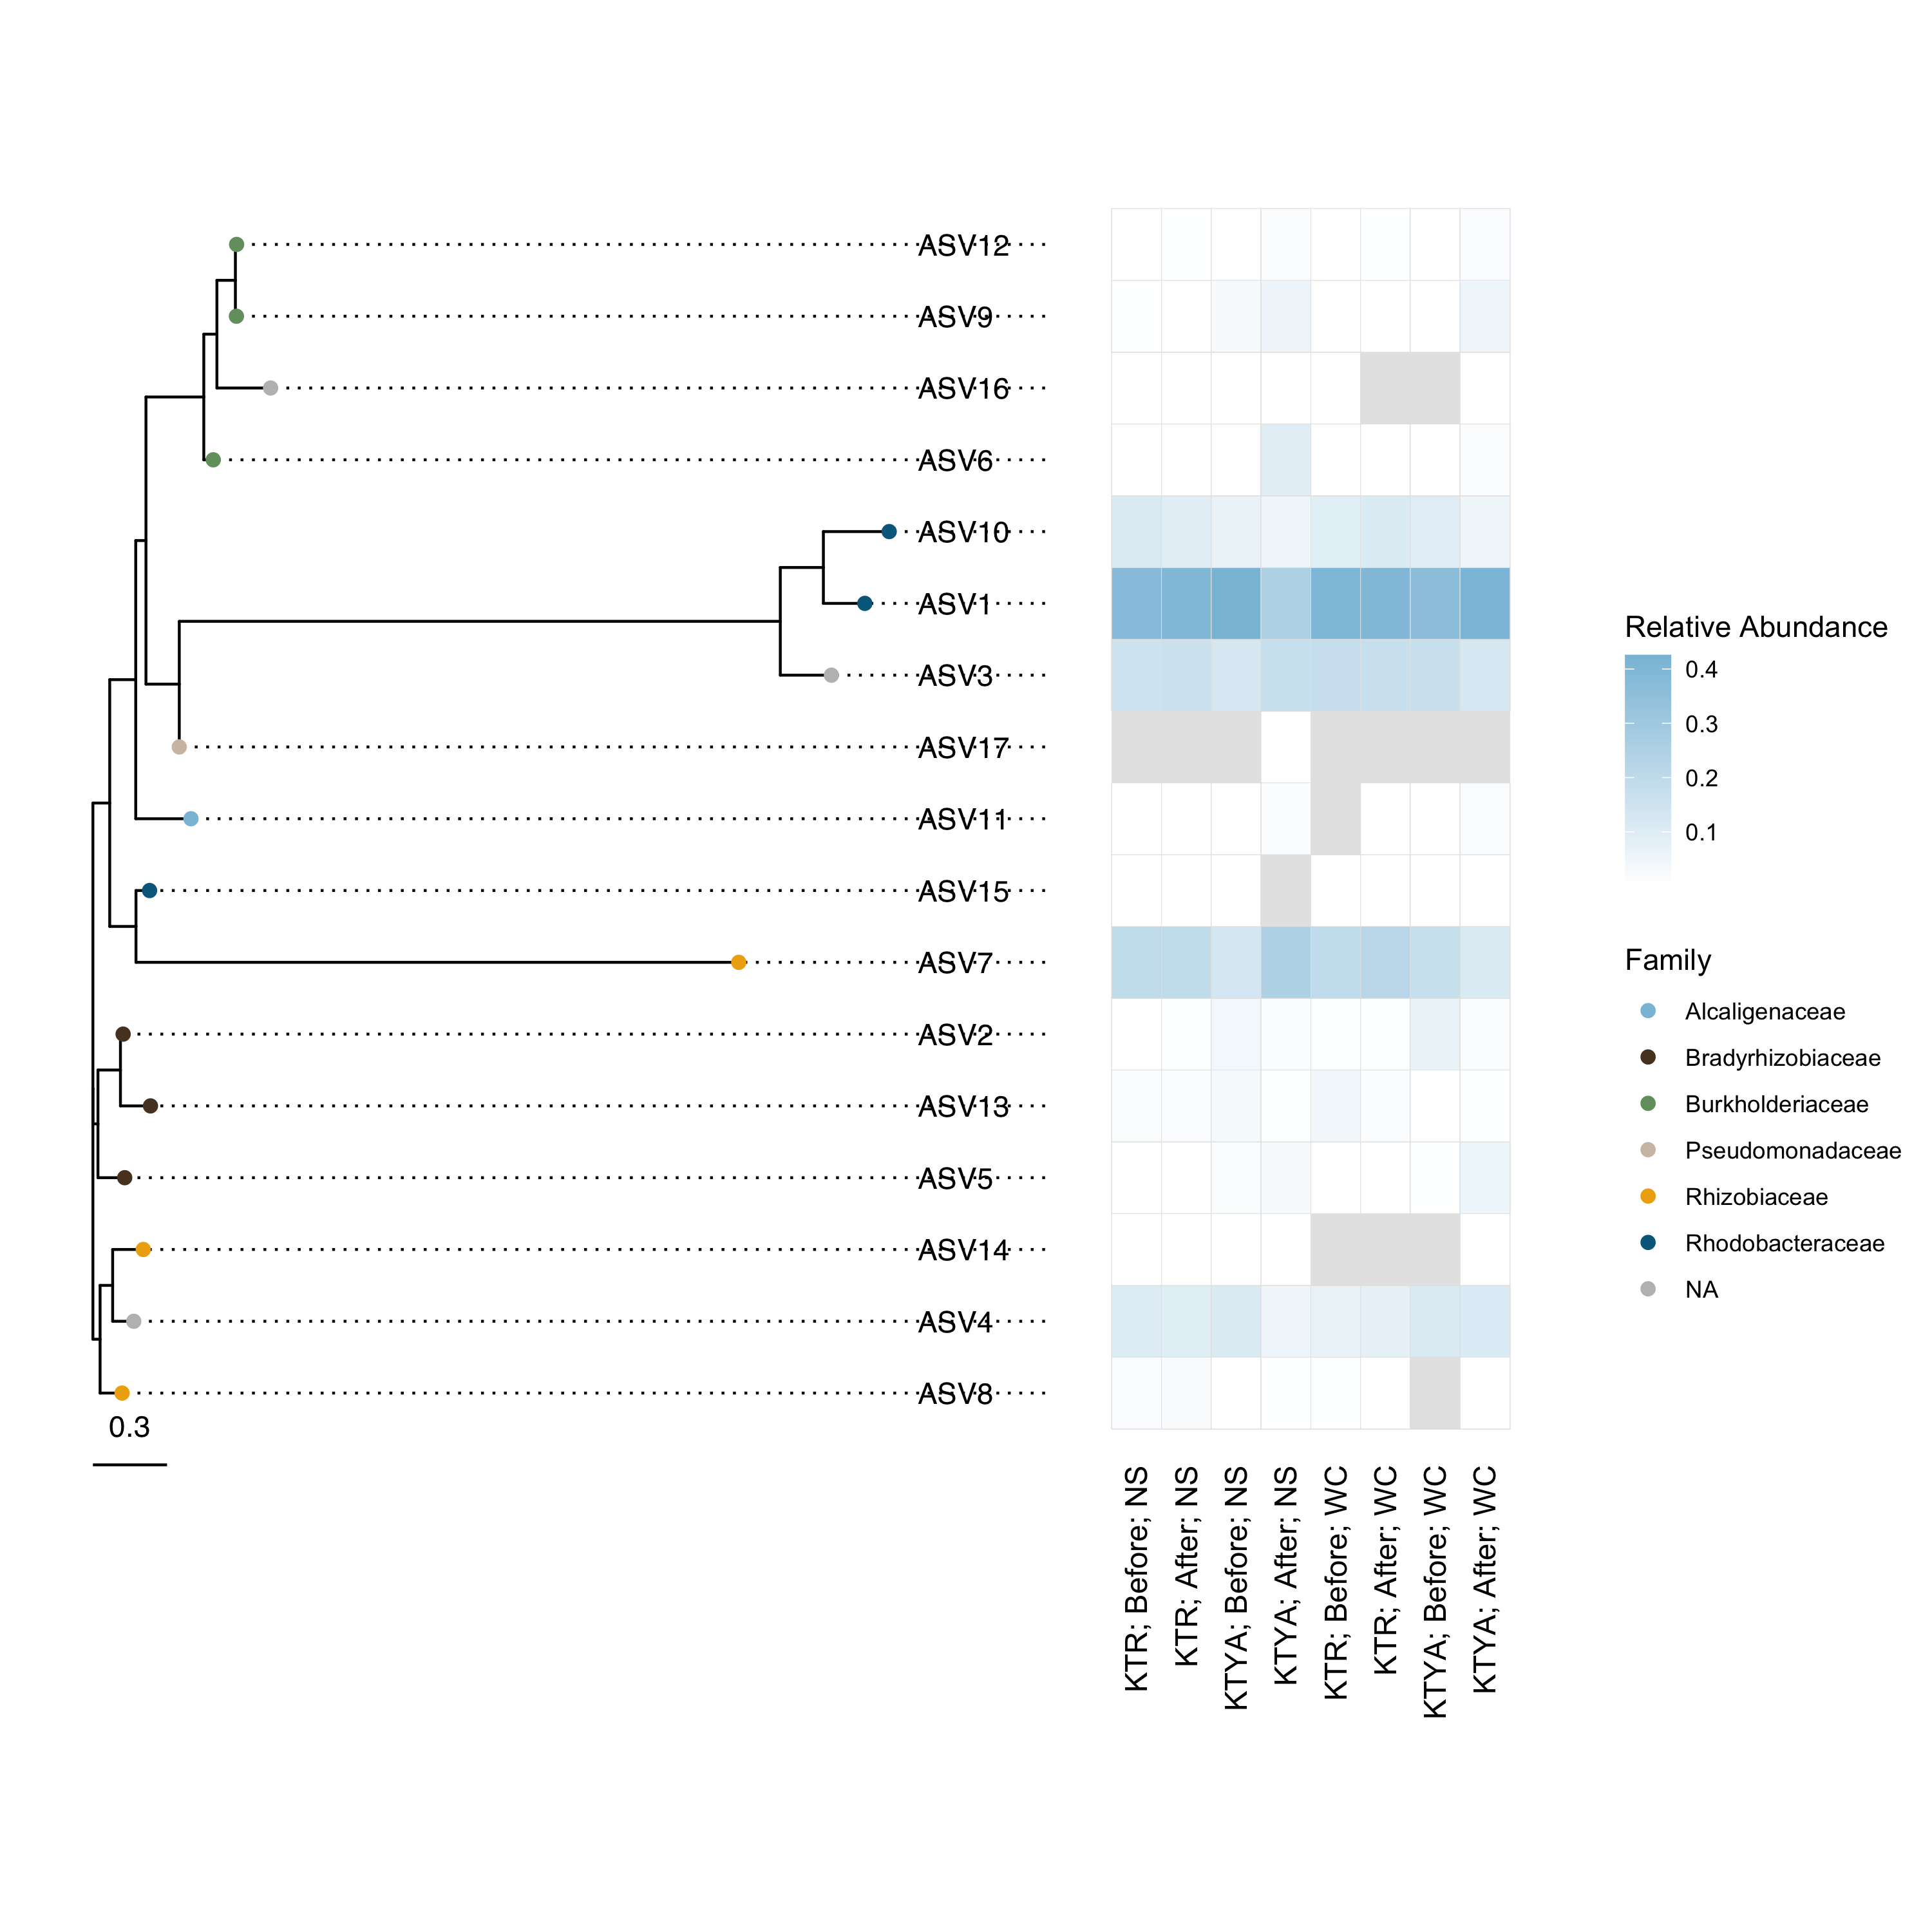 ASV12
ASV9
ASV16
ASV6
ASV10
ASV1
ASV3
ASV17
ASV11
ASV15
ASV7
ASV2
ASV13
ASV5
ASV14
ASV4
ASV8
0.3
KTR; Before; NS
KTR; After; NS
KTYA; Before; NS
KTYA; After; NS
KTR; Before; WC
KTR; After; WC
KTYA; Before; WC
KTYA; After; WC
Relative Abundance
0.4
0.3
0.2
0.1
Family
Alcaligenaceae
Bradyrhizobiaceae
Burkholderiaceae
Pseudomonadaceae
Rhizobiaceae
Rhodobacteraceae
NA